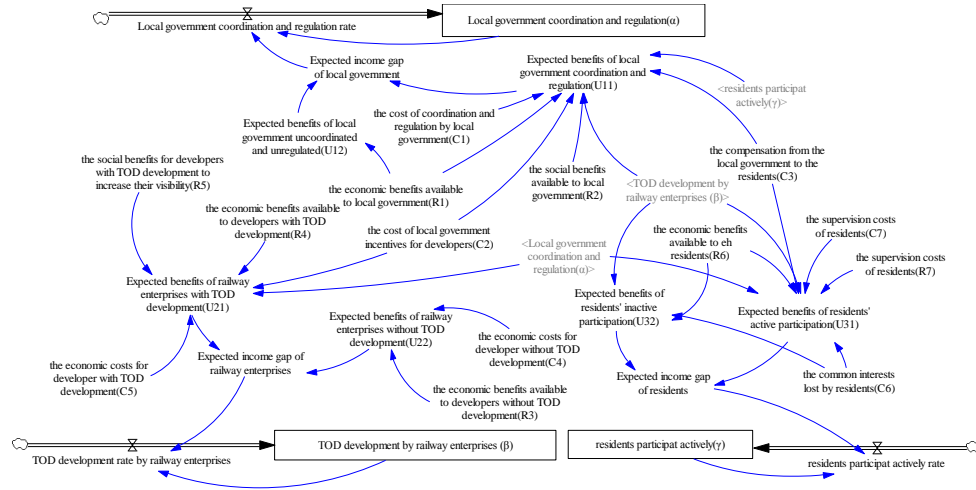 Local government coordination and regulation(α)
Local government coordination and regulation rate
Expected income gap
of local government
Expected benefits of local
government coordination and
regulation(U11)
<residents participat
actively(γ)>
the cost of coordination and
regulation by local
government(C1)
Expected benefits of local
government uncoordinated
and unregulated(U12)
the social benefits for developers
with TOD development to
increase their visibility(R5)
the economic benefits available
to local government(R1)
the social benefits
available to local
government(R2)
the compensation from the
local government to the
residents(C3)
<TOD development by
railway enterprises (β)>
the economic benefits available
to developers with TOD
development(R4)
the cost of local government
incentives for developers(C2)
<Local government
coordination and
regulation(α)>
the economic benefits
available to eh
residents(R6)
the supervision costs
of residents(C7)
the supervision costs
of residents(R7)
Expected benefits of railway
enterprises with TOD
development(U21)
Expected benefits of railway
enterprises without TOD
development(U22)
Expected benefits of
residents' inactive
participation(U32)
Expected benefits of residents'
active participation(U31)
the economic costs for
developer with TOD
development(C5)
Expected income gap of
railway enterprises
the economic costs for
developer without TOD
development(C4)
the economic benefits available
to developers without TOD
development(R3)
Expected income gap
of residents
the common interests
lost by residents(C6)
TOD development by railway enterprises (β)
TOD development rate by railway enterprises
residents participat actively(γ)
residents participat actively rate